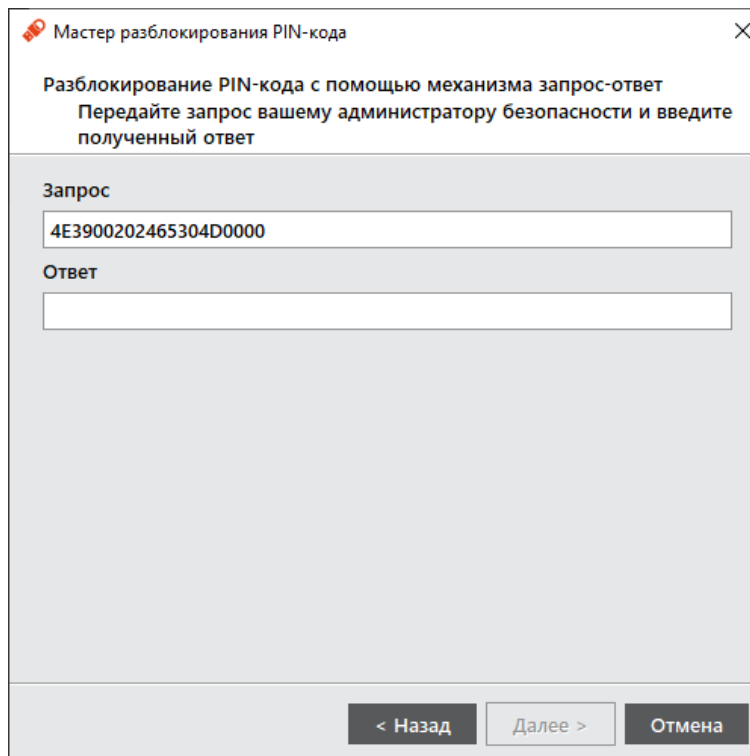 Мастер разблокирования PIN-кода
Разблокирование PIN-кода с помощью механизма запрос-ответ
Передайте запрос вашему администратору безопасности и введите
полученный ответ
Запрос
4E3900202465304D0000
Ответ
< Назад
Далее >
Отмена